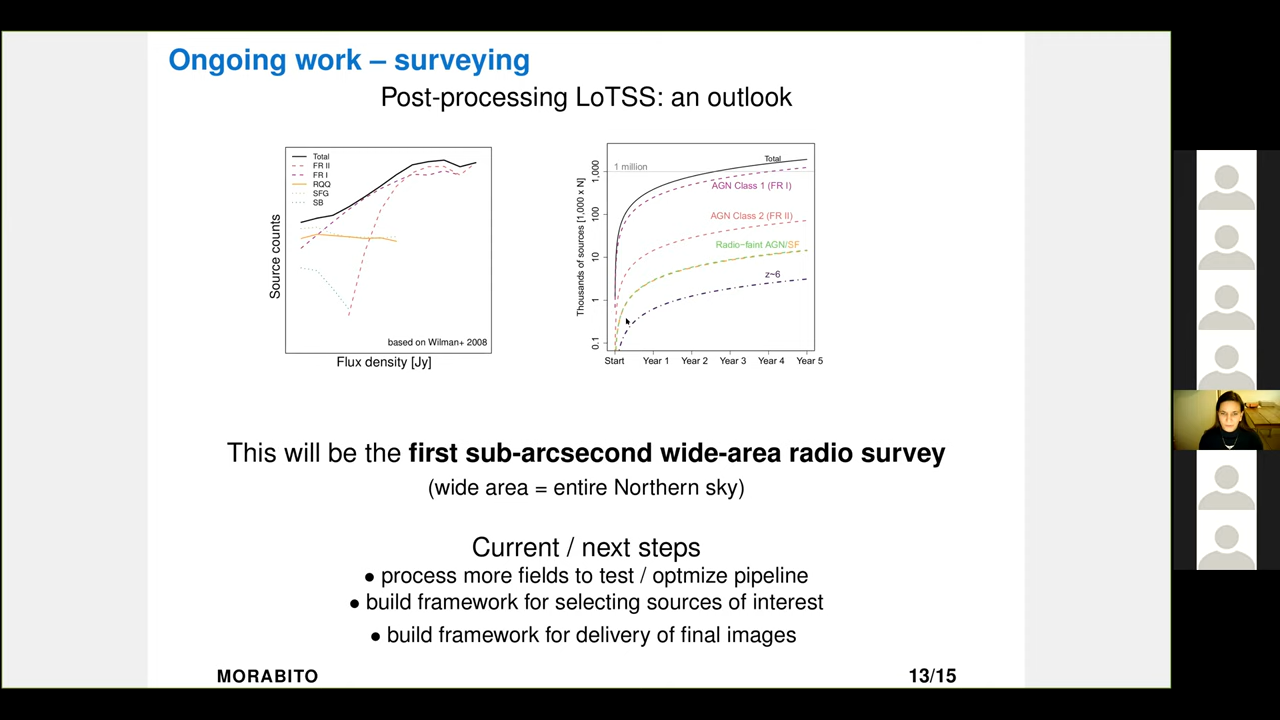 Ongoing work – surveying
Post-processing LoTSS: an outlook
Total
FR II
FR I
RQQ
SFG
SB
Source counts
based on Wilman+ 2008
Flux density [Jy]
Thousands of sources [1,000 x N]
1,000
100
10
1
0.1
1 million
Total
AGN Class 1 (FR I)
AGN Class 2 (FR II)
Radio-faint AGN/SF
z~6
Start Year 1 Year 2 Year 3 Year 4 Year 5
This will be the first sub-arcsecond wide-area radio survey
(wide area = entire Northern sky)
Current / next steps
• process more fields to test / optmize pipeline
• build framework for selecting sources of interest
• build framework for delivery of final images
MORABITO
13/15